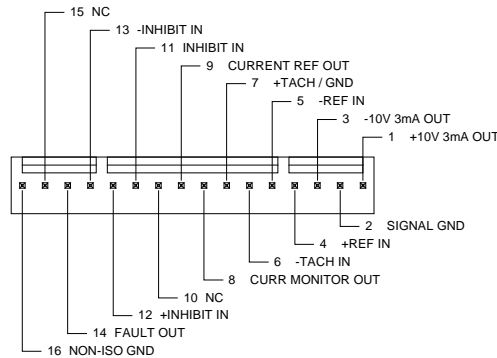 15 NC
13 -INHIBIT IN
11 INHIBIT IN
9 CURRENT REF OUT
7 +TACH / GND
5 -REF IN
3 -10V 3mA OUT
1 +10V 3mA OUT
2 SIGNAL GND
4 +REF IN
6 -TACH IN
8 CURR MONITOR OUT
10 NC
12 +INHIBIT IN
14 FAULT OUT
16 NON-ISO GND